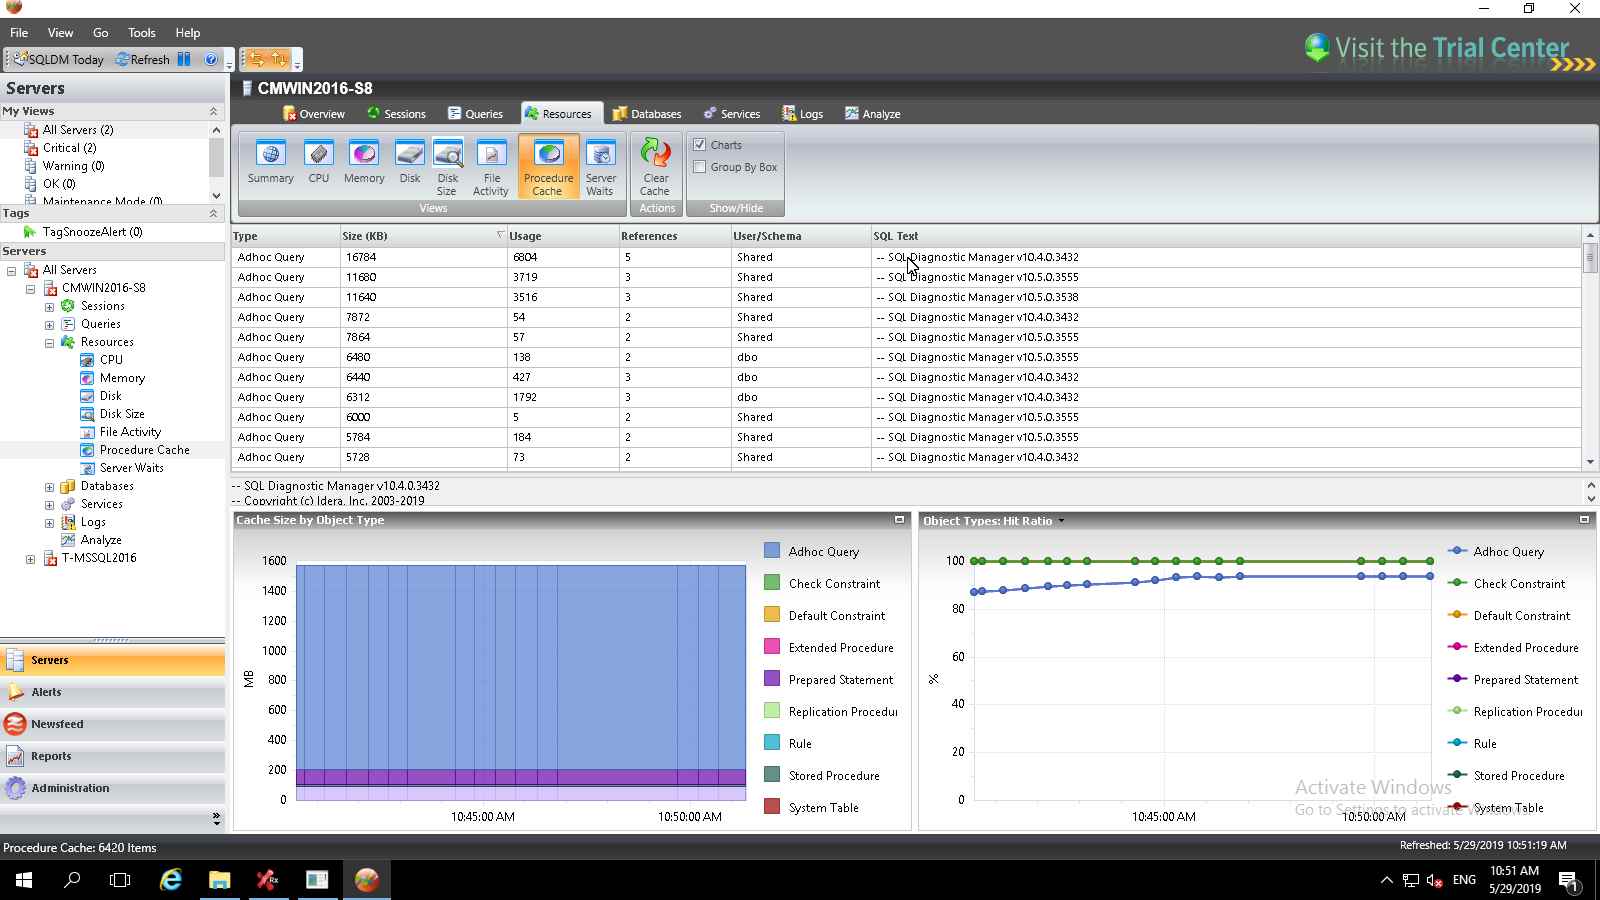 File View Go Tools Help
SQLDM Today Refresh
Visit the Trial Center
Servers
My Views
All Servers (2)
Critical (2)
Warning (0)
OK (0)
Maintenance Mode (0)
Tags
TagSnoozeAlert (0)
Servers
All Servers
CMWIN2016-S8
Sessions
Queries
Resources
CPU
Memory
Disk
Disk Size
File Activity
Procedure Cache
Server Waits
Databases
Services
Logs
Analyze
T-MSSQL2016
Servers
Alerts
Newsfeed
Reports
Administration
CMWIN2016-S8
Overview Sessions Queries Resources Databases Services Logs Analyze
Summary CPU Memory Disk Disk Size File Activity Procedure Cache Server Waits
Views
Clear Cache
Actions
Charts
Group By Box
Show/Hide
Type Size (KB) Usage References User/Schema SQL Text
Adhoc Query 16784 6804 5 Shared -- SQL Diagnostic Manager v10.4.0.3432
Adhoc Query 11680 3719 3 Shared -- SQL Diagnostic Manager v10.5.0.3555
Adhoc Query 11640 3516 3 Shared -- SQL Diagnostic Manager v10.5.0.3538
Adhoc Query 7872 54 2 Shared -- SQL Diagnostic Manager v10.4.0.3432
Adhoc Query 7864 57 2 Shared -- SQL Diagnostic Manager v10.5.0.3555
Adhoc Query 6480 138 2 dbo -- SQL Diagnostic Manager v10.5.0.3555
Adhoc Query 6440 427 3 dbo -- SQL Diagnostic Manager v10.4.0.3432
Adhoc Query 6312 1792 3 dbo -- SQL Diagnostic Manager v10.4.0.3432
Adhoc Query 6000 5 2 Shared -- SQL Diagnostic Manager v10.5.0.3555
Adhoc Query 5784 184 2 Shared -- SQL Diagnostic Manager v10.5.0.3555
Adhoc Query 5728 73 2 Shared -- SQL Diagnostic Manager v10.4.0.3432
-- SQL Diagnostic Manager v10.4.0.3432
-- Copyright (c) Idera, Inc. 2003-2019
Cache Size by Object Type
MB
1600
1400
1200
1000
800
600
400
200
0
10:45:00 AM 10:50:00 AM
Adhoc Query
Check Constraint
Default Constraint
Extended Procedure
Prepared Statement
Replication Procedu
Rule
Stored Procedure
System Table
Object Types: Hit Ratio
%
100
80
60
40
20
0
10:45:00 AM 10:50:00 AM
Adhoc Query
Check Constraint
Default Constraint
Extended Procedure
Prepared Statement
Replication Procedu
Rule
Stored Procedure
System Table
Activate Windows
Go to Settings to activate Windows.
Procedure Cache: 6420 Items
Refreshed: 5/29/2019 10:51:19 AM
Rx
ENG
10:51 AM
5/29/2019
1